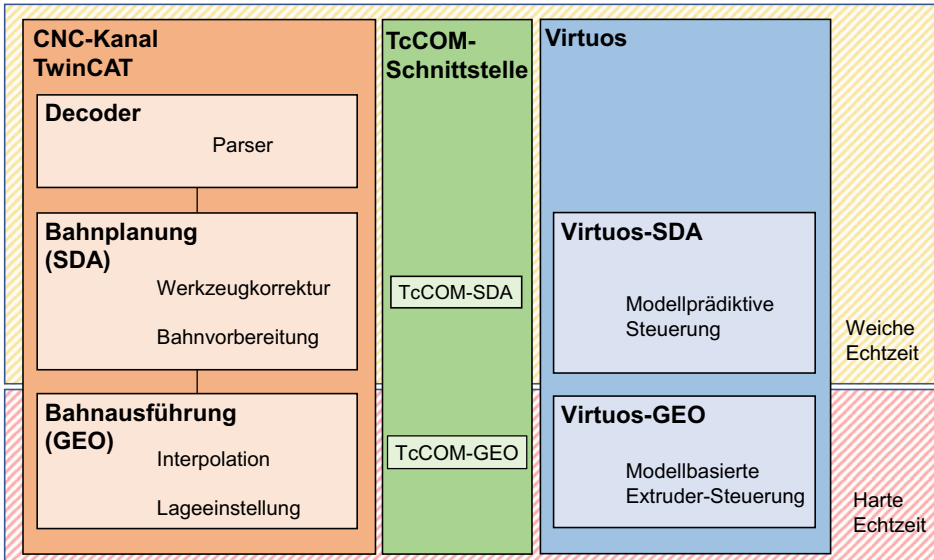 CNC-Kanal
TwinCAT
Decoder
Parser
Bahnplanung
(SDA)
Werkzeugkorrektur
Bahnvorbereitung
Bahnausführung
(GEO)
Interpolation
Lageeinstellung
TcCOM-
Schnittstelle
TcCOM-SDA
TcCOM-GEO
Virtuos
Virtuos-SDA
Modellprädiktive
Steuerung
Virtuos-GEO
Modellbasierte
Extruder-Steuerung
Weiche
Echtzeit
Harte
Echtzeit